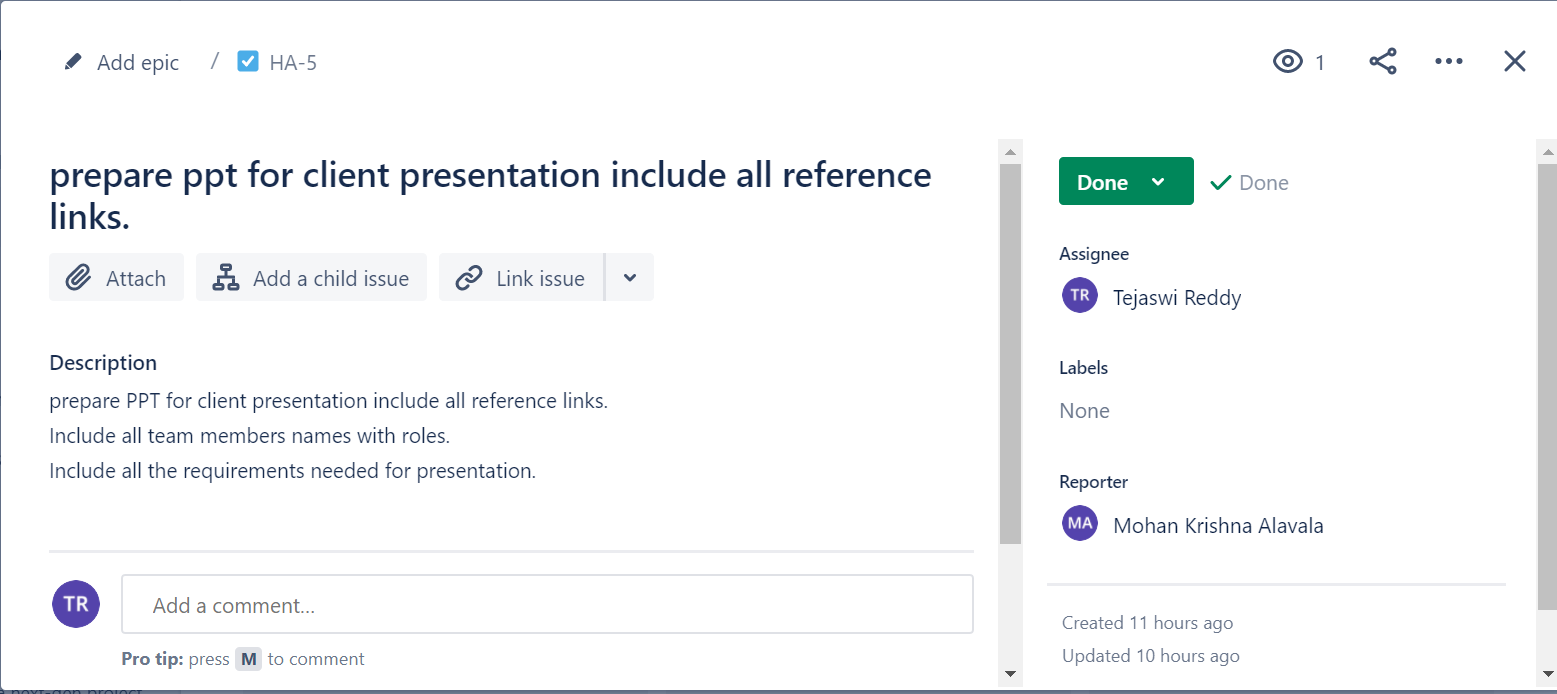 Add epic / HA-5
1
prepare ppt for client presentation include all reference
links.
Attach
Add a child issue
Link issue
Description
prepare PPT for client presentation include all reference links.
Include all team members names with roles.
Include all the requirements needed for presentation.
TR
Add a comment...
Pro tip: press M to comment
Done
Done
Assignee
TR Tejaswi Reddy
Labels
None
Reporter
MA Mohan Krishna Alavala
Created 11 hours ago
Updated 10 hours ago